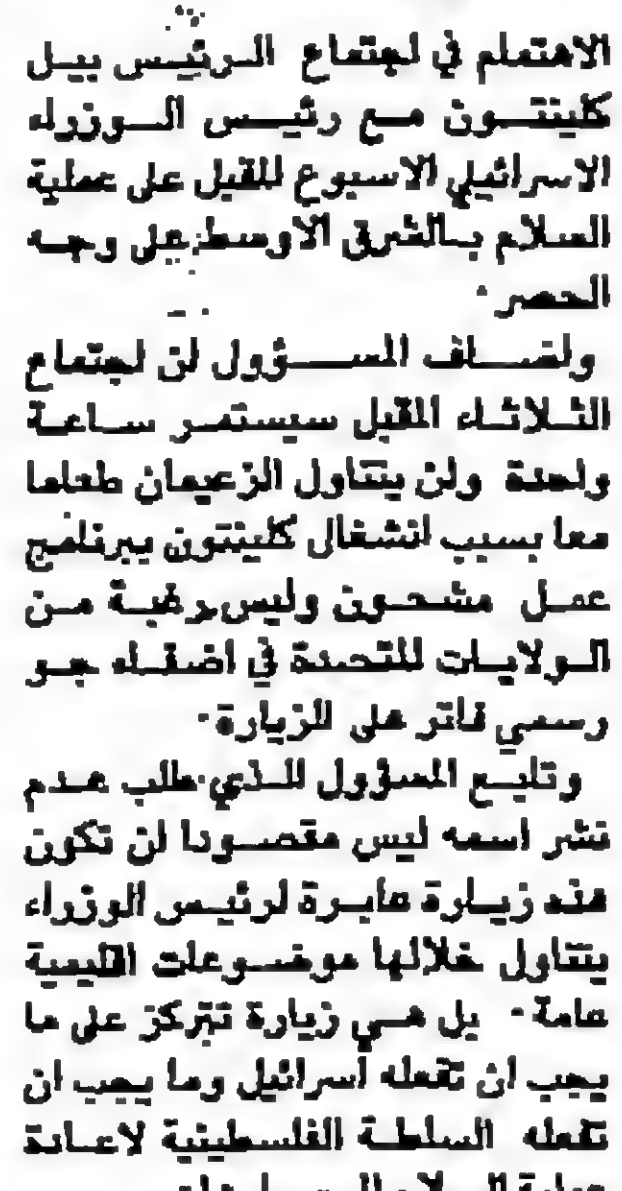 الاهتمام في اجتماع الرئيس بيل
كلينتون مع رئيس الوزراء
الاسرائيلي الاسبوع المقبل على عملية
السلام بالشرق الاوسط على وجه
الحصر.
واضاف المسؤول ان اجتماع
الثلاثاء المقبل سيستمر ساعة
واحدة ولن يتناول الزعيمان طعاما
معا بسبب انشغال كلينتون ببرنامج
عمل مشحون وليس رغبة من
الولايات المتحدة في اضفاء جو
رسمي فاتر على الزيارة.
وتابع المسؤول الذي طلب عدم
نشر اسمه ليس مقصودا ان تكون
هذه زيارة عابرة لرئيس الوزراء
يتناول خلالها موضوعات اقليمية
عامة. بل هي زيارة تتركز على ما
يجب ان تفعله اسرائيل وما يجب ان
تفعله السلطة الفلسطينية لاعادة
عملية السلام الى